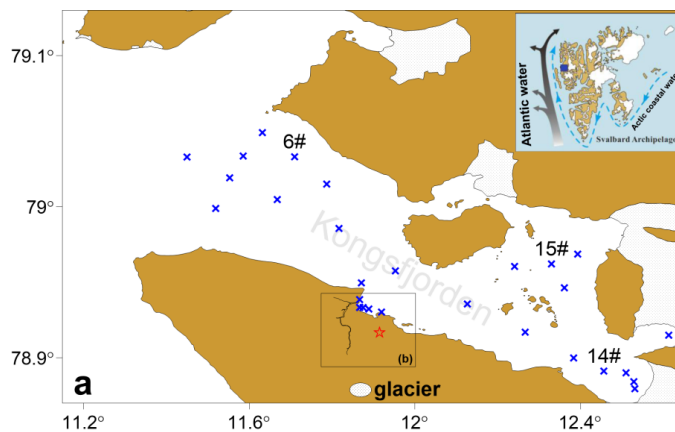 79.1°
79°
78.9°
11.2°
11.6°
12°
12.4°
6#
15#
14#
Kongsfjorden
(b)
a
glacier
Atlantic water
Actic coastal water
Svalbard Archipelago